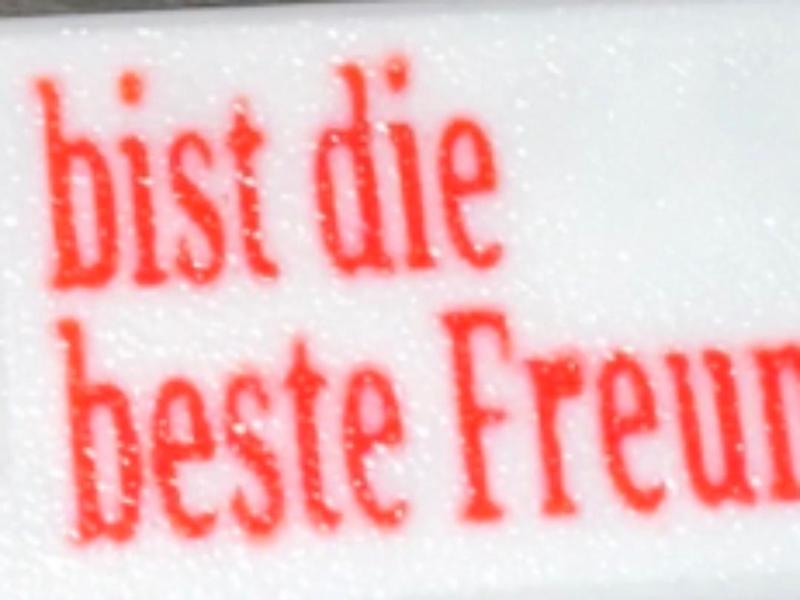 bist die
beste Freun